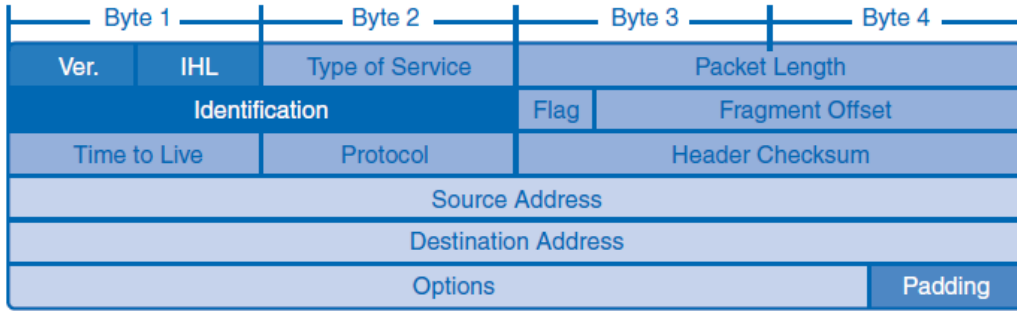 Byte 1 Byte 2 Byte 3 Byte 4
Ver. IHL Type of Service Packet Length
Identification Flag Fragment Offset
Time to Live Protocol Header Checksum
Source Address
Destination Address
Options Padding